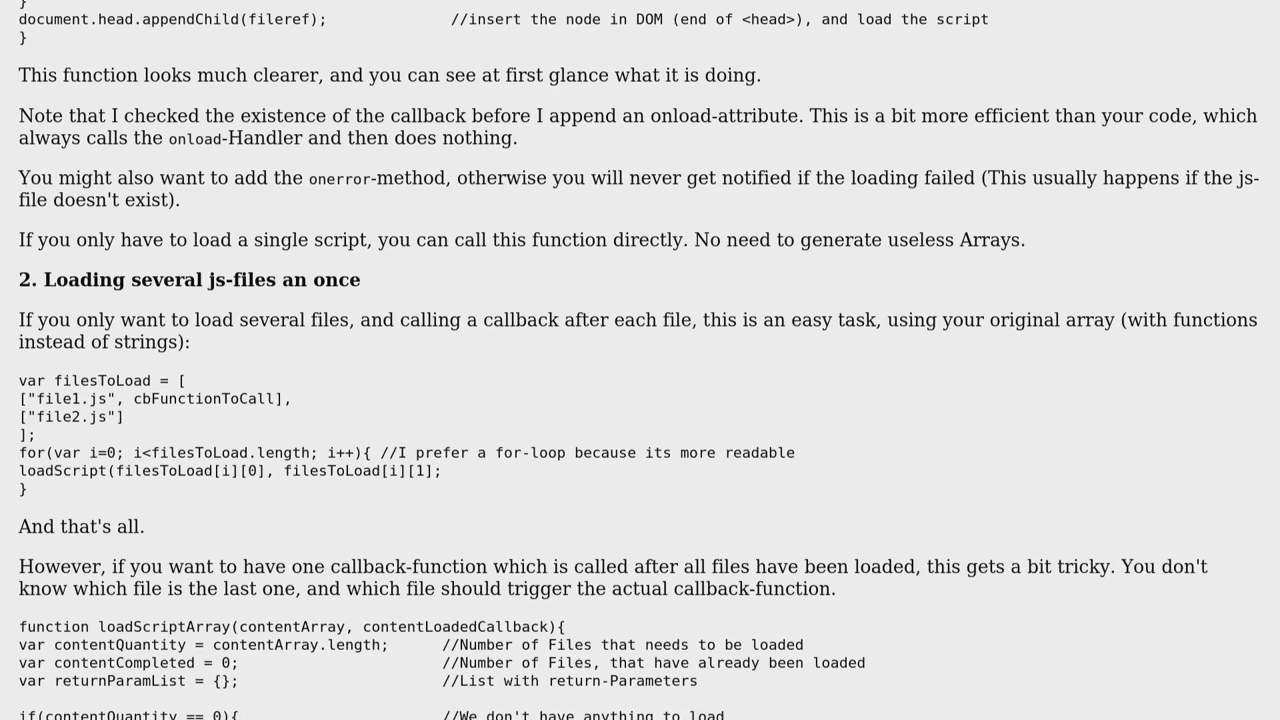 }
document.head.appendChild(fileref);              //insert the node in DOM (end of <head>), and load the script
}
This function looks much clearer, and you can see at first glance what it is doing.
Note that I checked the existence of the callback before I append an onload-attribute. This is a bit more efficient than your code, which
always calls the onload-Handler and then does nothing.
You might also want to add the onerror-method, otherwise you will never get notified if the loading failed (This usually happens if the js-
file doesn't exist).
If you only have to load a single script, you can call this function directly. No need to generate useless Arrays.
2. Loading several js-files an once
If you only want to load several files, and calling a callback after each file, this is an easy task, using your original array (with functions
instead of strings):
var filesToLoad = [
["file1.js", cbFunctionToCall],
["file2.js"]
];
for(var i=0; i<filesToLoad.length; i++){ //I prefer a for-loop because its more readable
loadScript(filesToLoad[i][0], filesToLoad[i][1];
}
And that's all.
However, if you want to have one callback-function which is called after all files have been loaded, this gets a bit tricky. You don't
know which file is the last one, and which file should trigger the actual callback-function.
function loadScriptArray(contentArray, contentLoadedCallback){
var contentQuantity = contentArray.length;      //Number of Files that needs to be loaded
var contentCompleted = 0;                       //Number of Files, that have already been loaded
var returnParamList = {};                       //List with return-Parameters
if(contentQuantity == 0){                       //We don't have anything to load